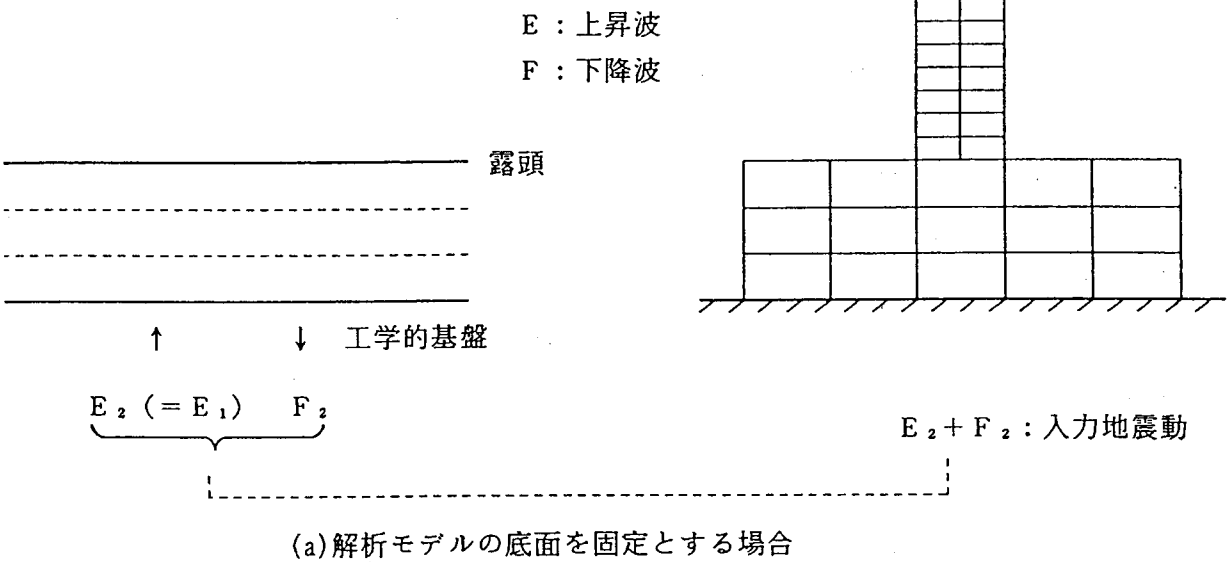 E：上昇波
F：下降波
露頭
↑ ↓ 工学的基盤
E₂（＝E₁） F₂
E₂＋F₂：入力地震動
(a)解析モデルの底面を固定とする場合